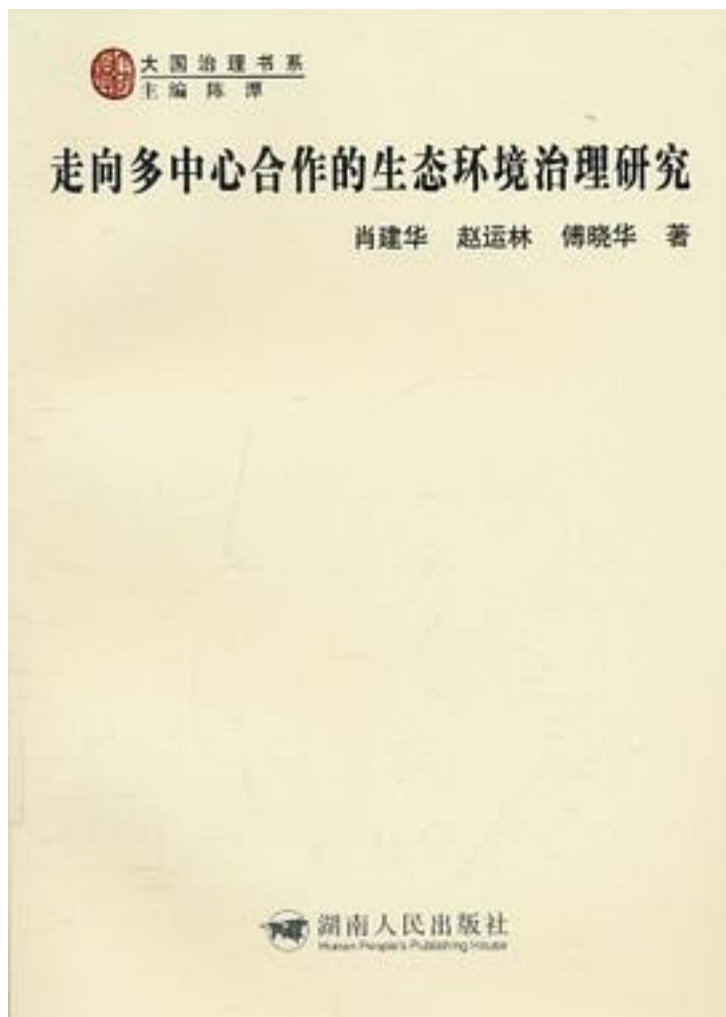 大国治理书系
主编 陈 潭
走向多中心合作的生态环境治理研究
肖建华 赵运林 傅晓华 著
湖南人民出版社
Hunan People's Publishing House